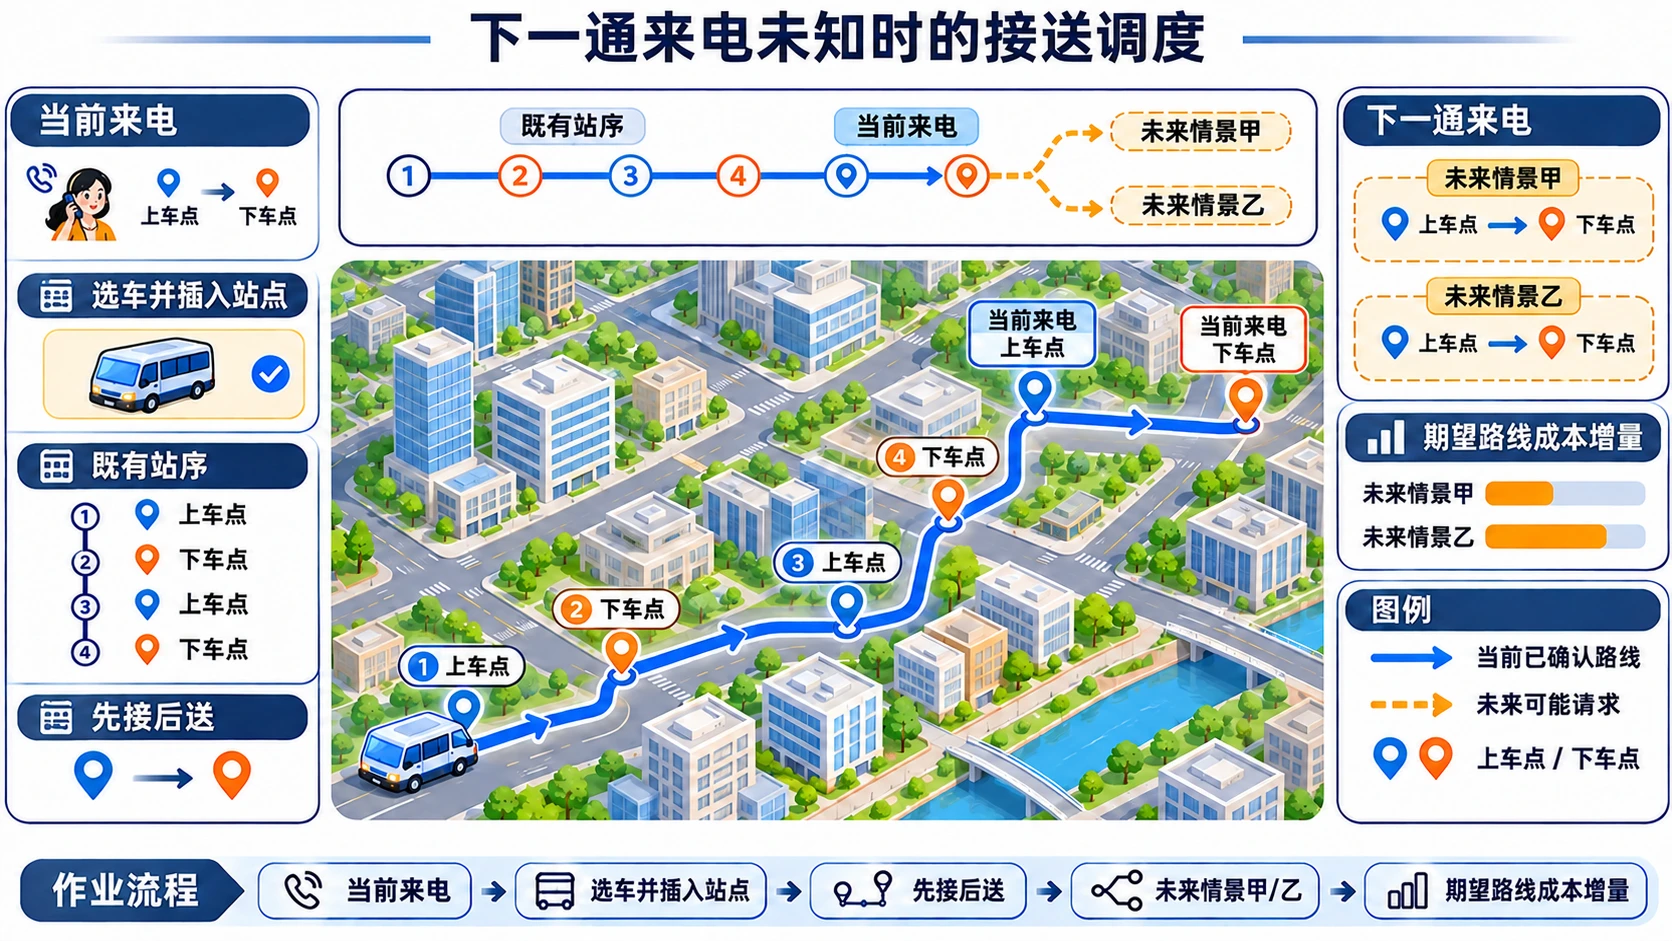 下一通来电未知时的接送调度
当前来电
上车点
下车点
选车并插入站点
既有站序
1 上车点
2 下车点
3 上车点
4 下车点
先接后送
既有站序
当前来电
1
2
3
4
未来情景甲
未来情景乙
当前来电
上车点
当前来电
下车点
4 下车点
3 上车点
2 下车点
1 上车点
下一通来电
未来情景甲
上车点
下车点
未来情景乙
上车点
下车点
期望路线成本增量
未来情景甲
未来情景乙
图例
当前已确认路线
未来可能请求
上车点 / 下车点
作业流程
当前来电
选车并插入站点
先接后送
未来情景甲/乙
期望路线成本增量